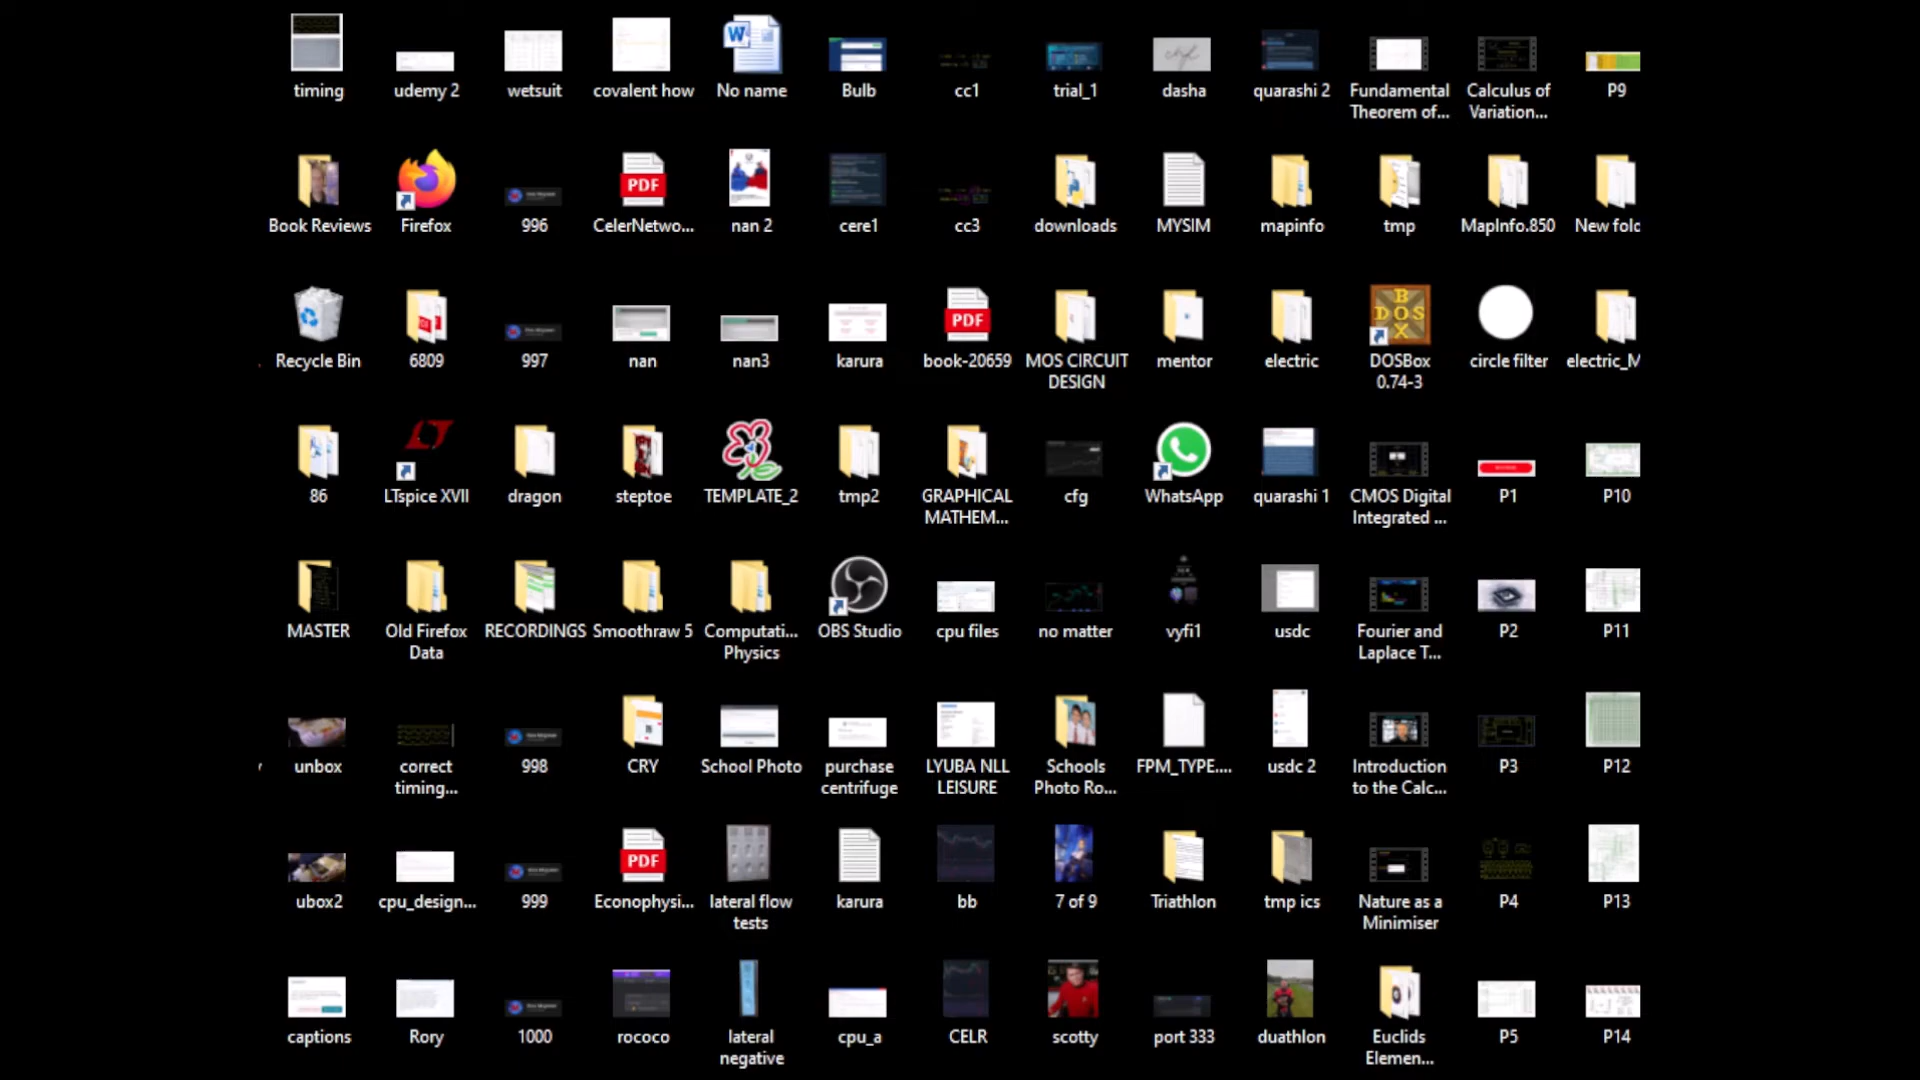 timing
udemy 2
wetsuit
covalent how
No name
Bulb
cc1
trial_1
dasha
quarashi 2
Fundamental
Theorem of...
Calculus of
Variation...
P9
Book Reviews
Firefox
996
PDF
CelerNetwo...
nan 2
cere1
cc3
downloads
MYSIM
mapinfo
tmp
MapInfo.850
New folc
Recycle Bin
6809
997
nan
nan3
karura
PDF
book-20659
MOS CIRCUIT
DESIGN
mentor
electric
DOSBox
0.74-3
circle filter
electric_M
86
LTspice XVII
dragon
steptoe
TEMPLATE_2
tmp2
GRAPHICAL
MATHEM...
cfg
WhatsApp
quarashi 1
CMOS Digital
Integrated ...
P1
P10
MASTER
Old Firefox
Data
RECORDINGS
Smoothraw 5
Computati...
Physics
OBS Studio
cpu files
no matter
vyfi1
usdc
Fourier and
Laplace T...
P2
P11
unbox
correct
timing...
998
CRY
School Photo
purchase
centrifuge
LYUBA NLL
LEISURE
Schools
Photo Ro...
FPM_TYPE....
usdc 2
Introduction
to the Calc...
P3
P12
ubox2
cpu_design...
999
PDF
Econophysi...
lateral flow
tests
karura
bb
7 of 9
Triathlon
tmp ics
Nature as a
Minimiser
P4
P13
captions
Rory
1000
rococo
lateral
negative
cpu_a
CELR
scotty
port 333
duathlon
Euclids
Elemen...
P5
P14